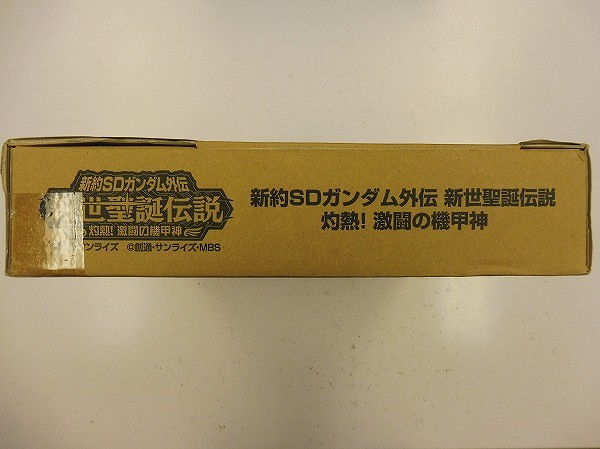 新約SDガンダム外伝
世聖誕伝説
灼熱!激闘の機甲神
サンライズ ©創通・サンライズ・MBS
新約SDガンダム外伝 新世聖誕伝説
灼熱!激闘の機甲神